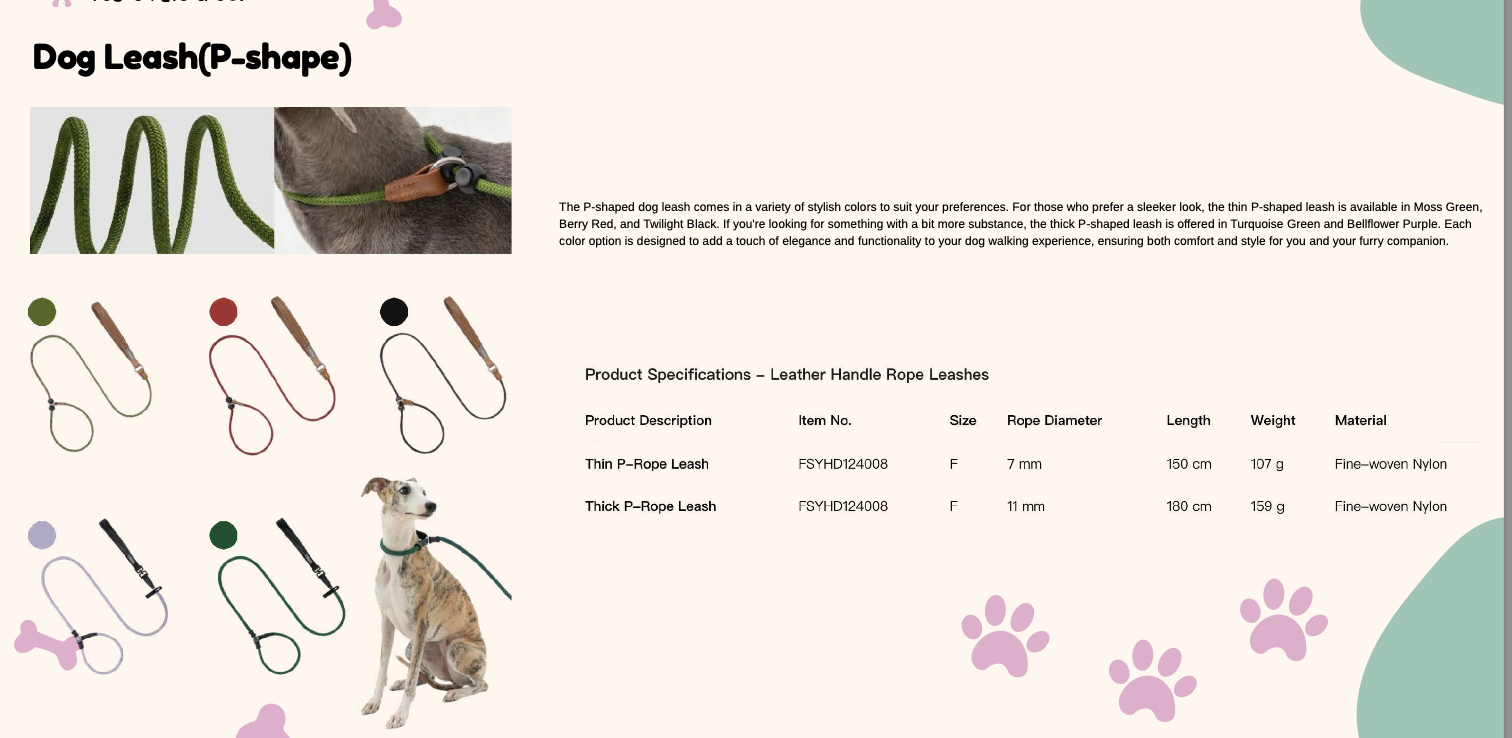 Dog Leash(P-shape)
The P-shaped dog leash comes in a variety of stylish colors to suit your preferences. For those who prefer a sleeker look, the thin P-shaped leash is available in Moss Green,
Berry Red, and Twilight Black. If you're looking for something with a bit more substance, the thick P-shaped leash is offered in Turquoise Green and Bellflower Purple. Each
color option is designed to add a touch of elegance and functionality to your dog walking experience, ensuring both comfort and style for you and your furry companion.
Product Specifications – Leather Handle Rope Leashes
Product Description Item No. Size Rope Diameter Length Weight Material
Thin P–Rope Leash FSYHD124008 F 7 mm 150 cm 107 g Fine–woven Nylon
Thick P–Rope Leash FSYHD124008 F 11 mm 180 cm 159 g Fine–woven Nylon